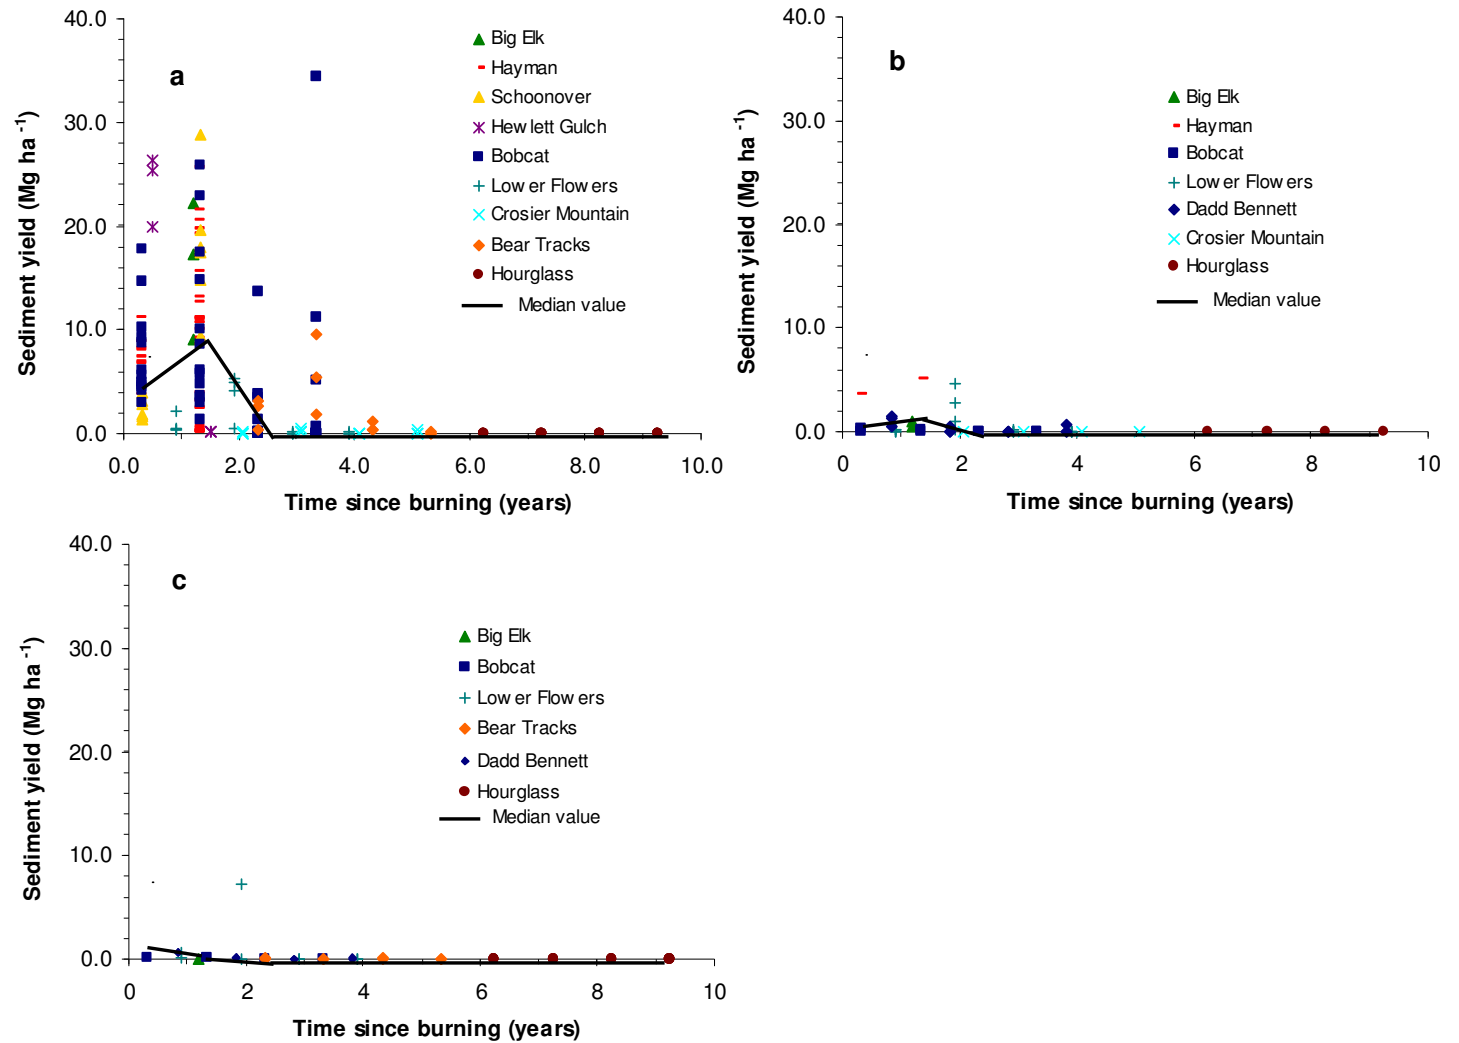 a
Sediment yield (Mg ha -1)
40.0
30.0
20.0
10.0
0.0
0.0 2.0 4.0 6.0 8.0 10.0
Time since burning (years)
Big Elk
Hayman
Schoonover
Hewlett Gulch
Bobcat
Lower Flowers
Crosier Mountain
Bear Tracks
Hourglass
Median value
b
Sediment yield (Mg ha -1)
40.0
30.0
20.0
10.0
0.0
0 2 4 6 8 10
Time since burning (years)
Big Elk
Hayman
Bobcat
Lower Flowers
Dadd Bennett
Crosier Mountain
Hourglass
Median value
c
Sediment yield (Mg ha -1)
40.0
30.0
20.0
10.0
0.0
0 2 4 6 8 10
Time since burning (years)
Big Elk
Bobcat
Lower Flowers
Bear Tracks
Dadd Bennett
Hourglass
Median value